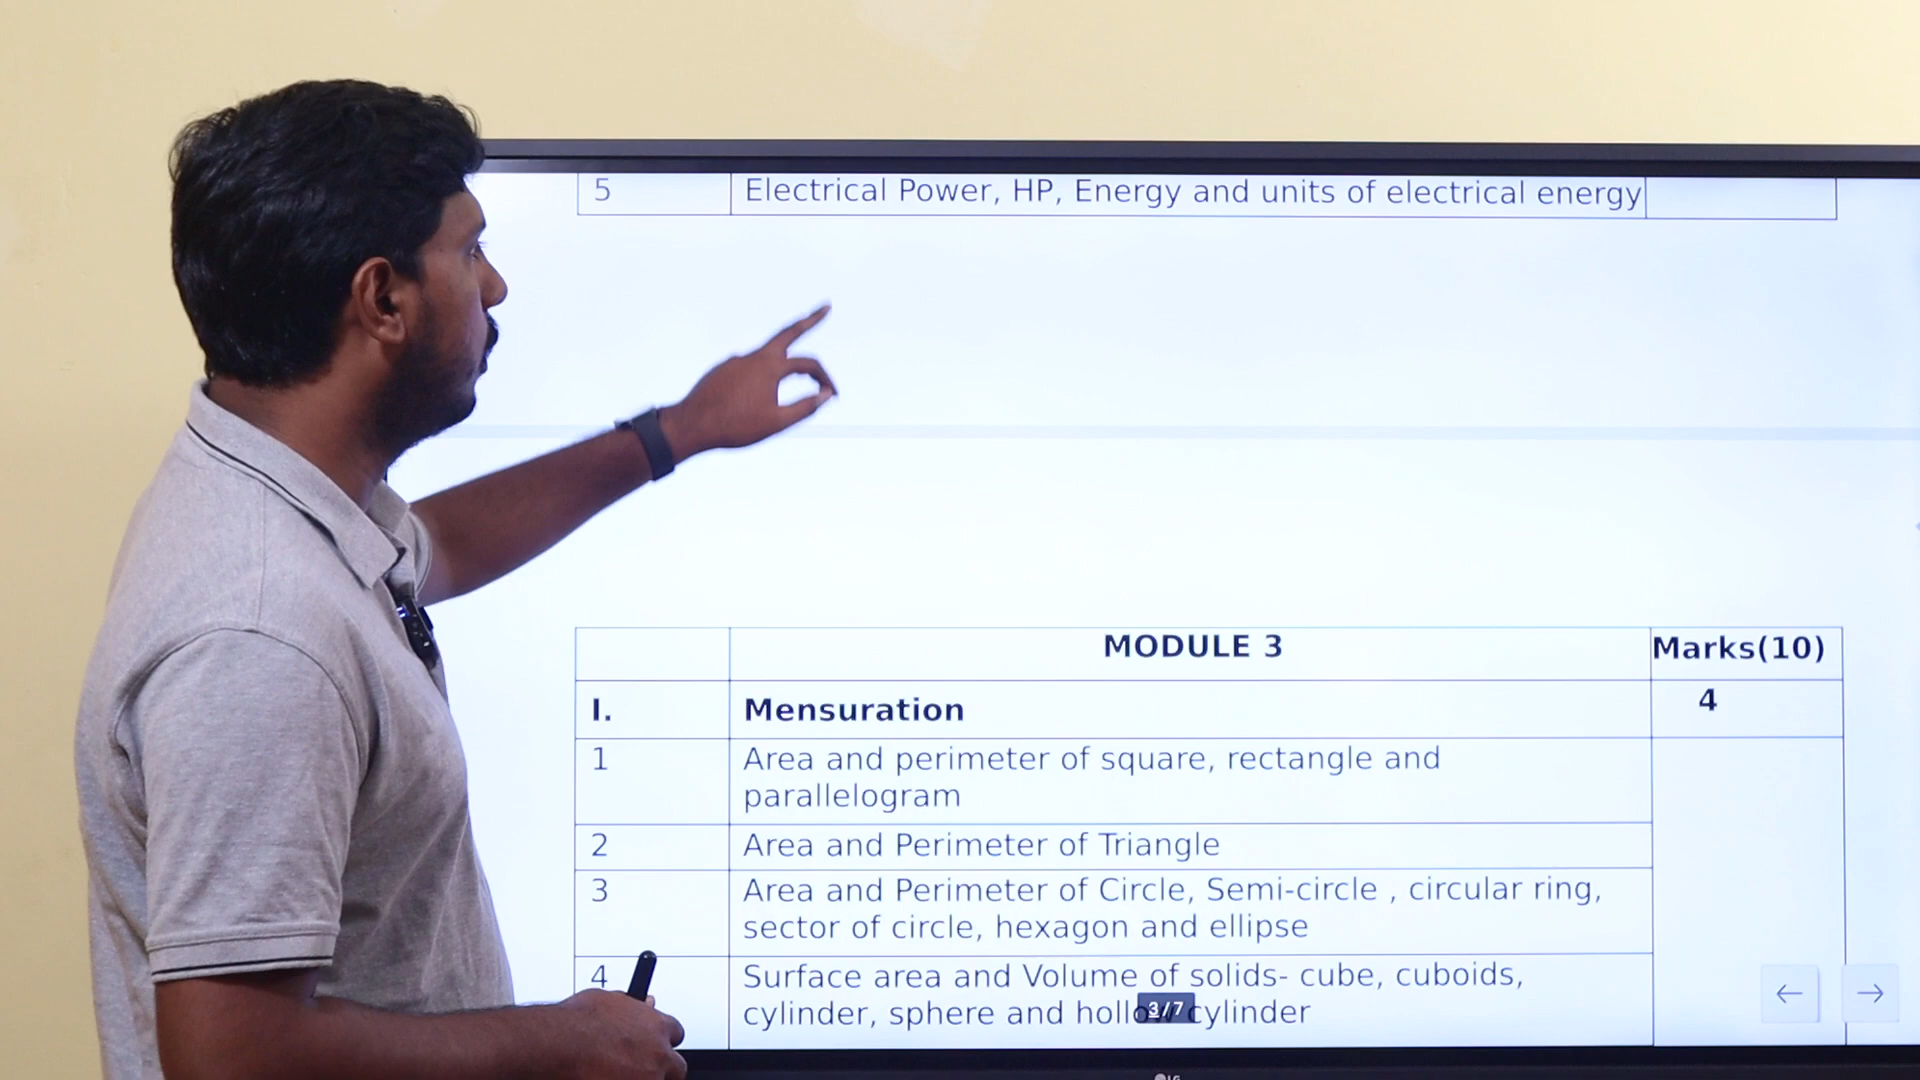 5 Electrical Power, HP, Energy and units of electrical energy
MODULE 3 Marks(10)
I. Mensuration 4
1 Area and perimeter of square, rectangle and
parallelogram
2 Area and Perimeter of Triangle
3 Area and Perimeter of Circle, Semi-circle , circular ring,
sector of circle, hexagon and ellipse
4 Surface area and Volume of solids- cube, cuboids,
cylinder, sphere and hollow cylinder
3/7
LG